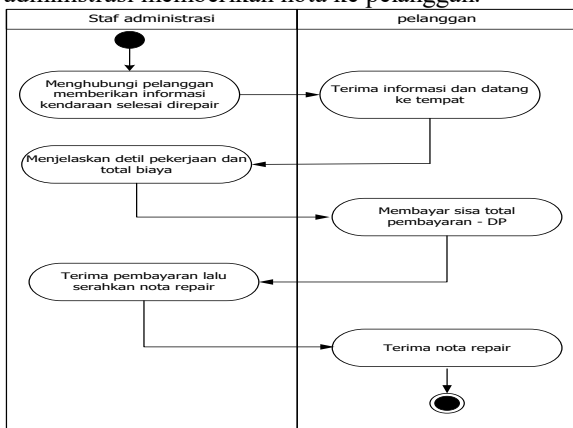 administrasi memberikan nota ke pelanggan.
Staf administrasi
pelanggan
Menghubungi pelanggan
memberikan informasi
kendaraan selesai direpair
Terima informasi dan datang
ke tempat
Menjelaskan detil pekerjaan dan
total biaya
Membayar sisa total
pembayaran - DP
Terima pembayaran lalu
serahkan nota repair
Terima nota repair